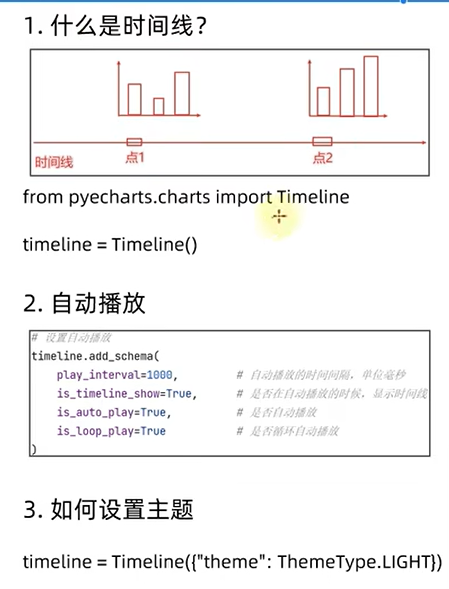 1. 什么是时间线？
点1
点2
时间线
from pyecharts.charts import Timeline
timeline = Timeline()
2. 自动播放
# 设置自动播放
timeline.add_schema(
play_interval=1000, # 自动播放的时间间隔，单位毫秒
is_timeline_show=True, # 是否在自动播放的时候，显示时间线
is_auto_play=True, # 是否自动播放
is_loop_play=True # 是否循环自动播放
)
3. 如何设置主题
timeline = Timeline({"theme": ThemeType.LIGHT})